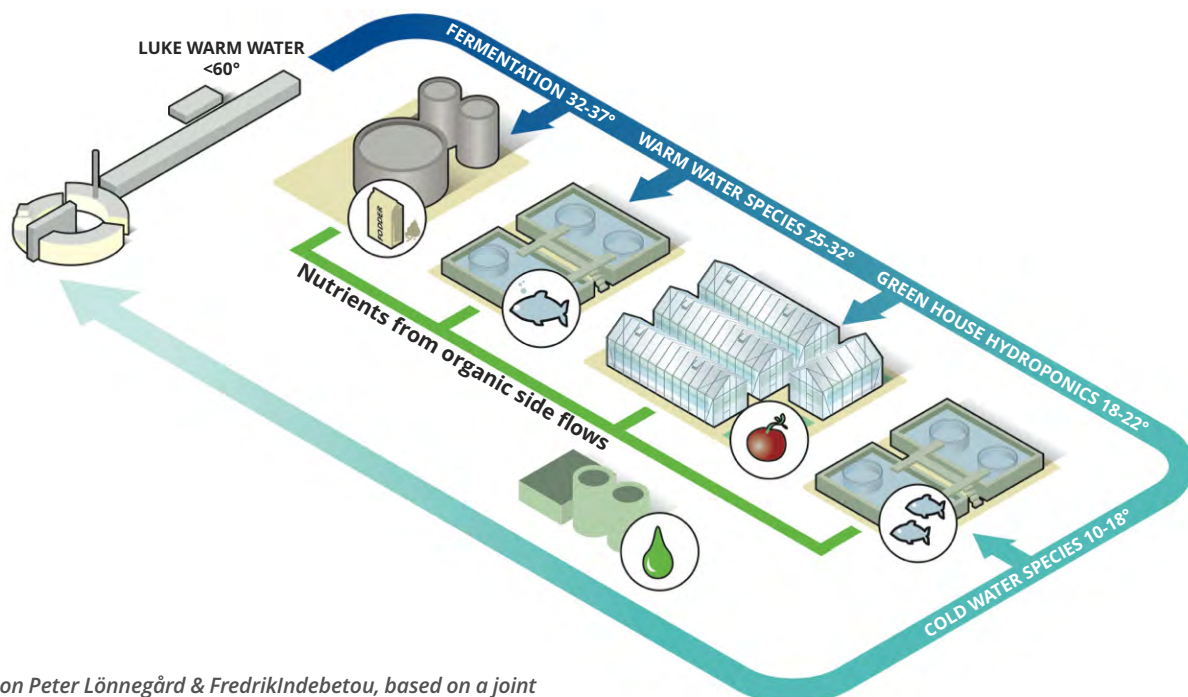 LUKE WARM WATER
<60°
FERMENTATION 32-37°
WARM WATER SPECIES 25-32°
GREEN HOUSE HYDROPONICS 18-22°
COLD WATER SPECIES 10-18°
FODDER
Nutrients from organic side flows
on Peter Lönnegård & FredrikIndebetou, based on a joint